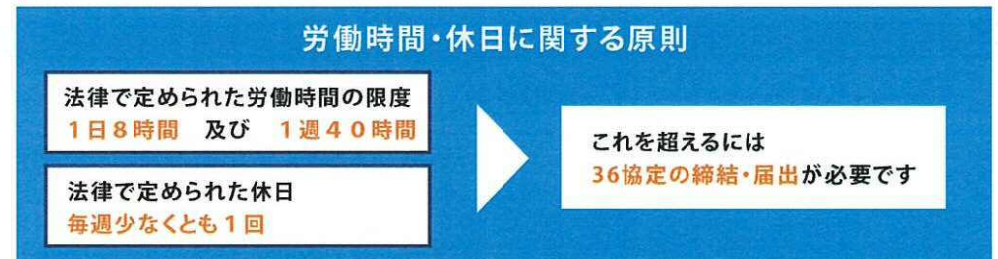 労働時間・休日に関する原則
法律で定められた労働時間の限度
1日8時間　及び　1週40時間
法律で定められた休日
毎週少なくとも1回
これを超えるには
36協定の締結・届出が必要です